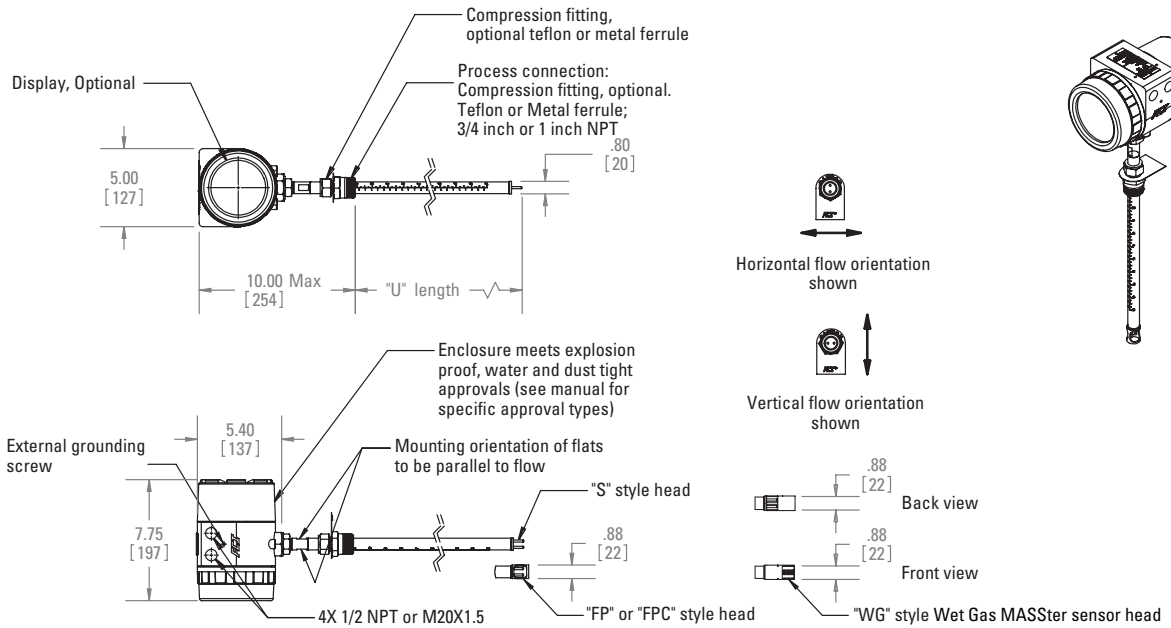 Compression fitting,
optional teflon or metal ferrule
Display, Optional
Process connection:
Compression fitting, optional.
Teflon or Metal ferrule;
3/4 inch or 1 inch NPT
.80
[20]
5.00
[127]
10.00 Max
[254]
"U" length
Horizontal flow orientation
shown
Vertical flow orientation
shown
Enclosure meets explosion
proof, water and dust tight
approvals (see manual for
specific approval types)
5.40
[137]
External grounding
screw
Mounting orientation of flats
to be parallel to flow
"S" style head
7.75
[197]
.88
[22]
4X 1/2 NPT or M20X1.5
"FP" or "FPC" style head
.88
[22]
Back view
.88
[22]
Front view
"WG" style Wet Gas MASSter sensor head